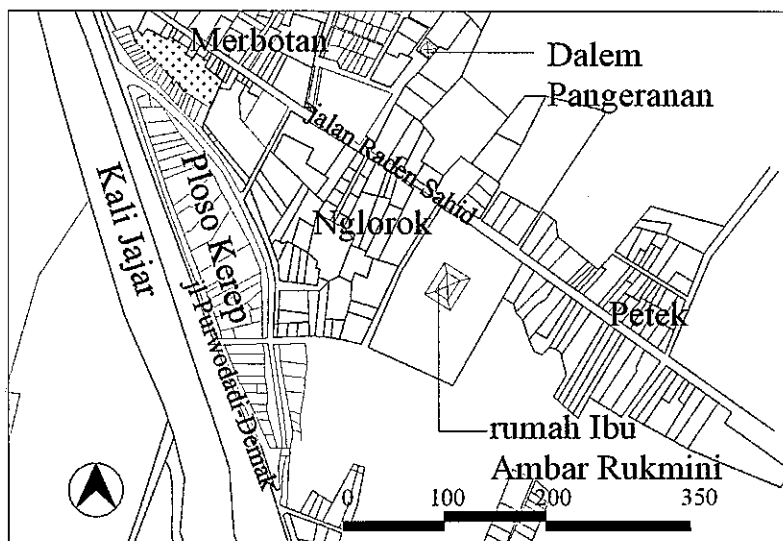 Merbotan
Dalem
Pangeranan
jalan Raden Sahid
Kali Jajar
Ploso Kerep
Nglorok
jl Purwodadi-Demak
Petek
rumah Ibu
Ambar Rukmini
0 100 200 350